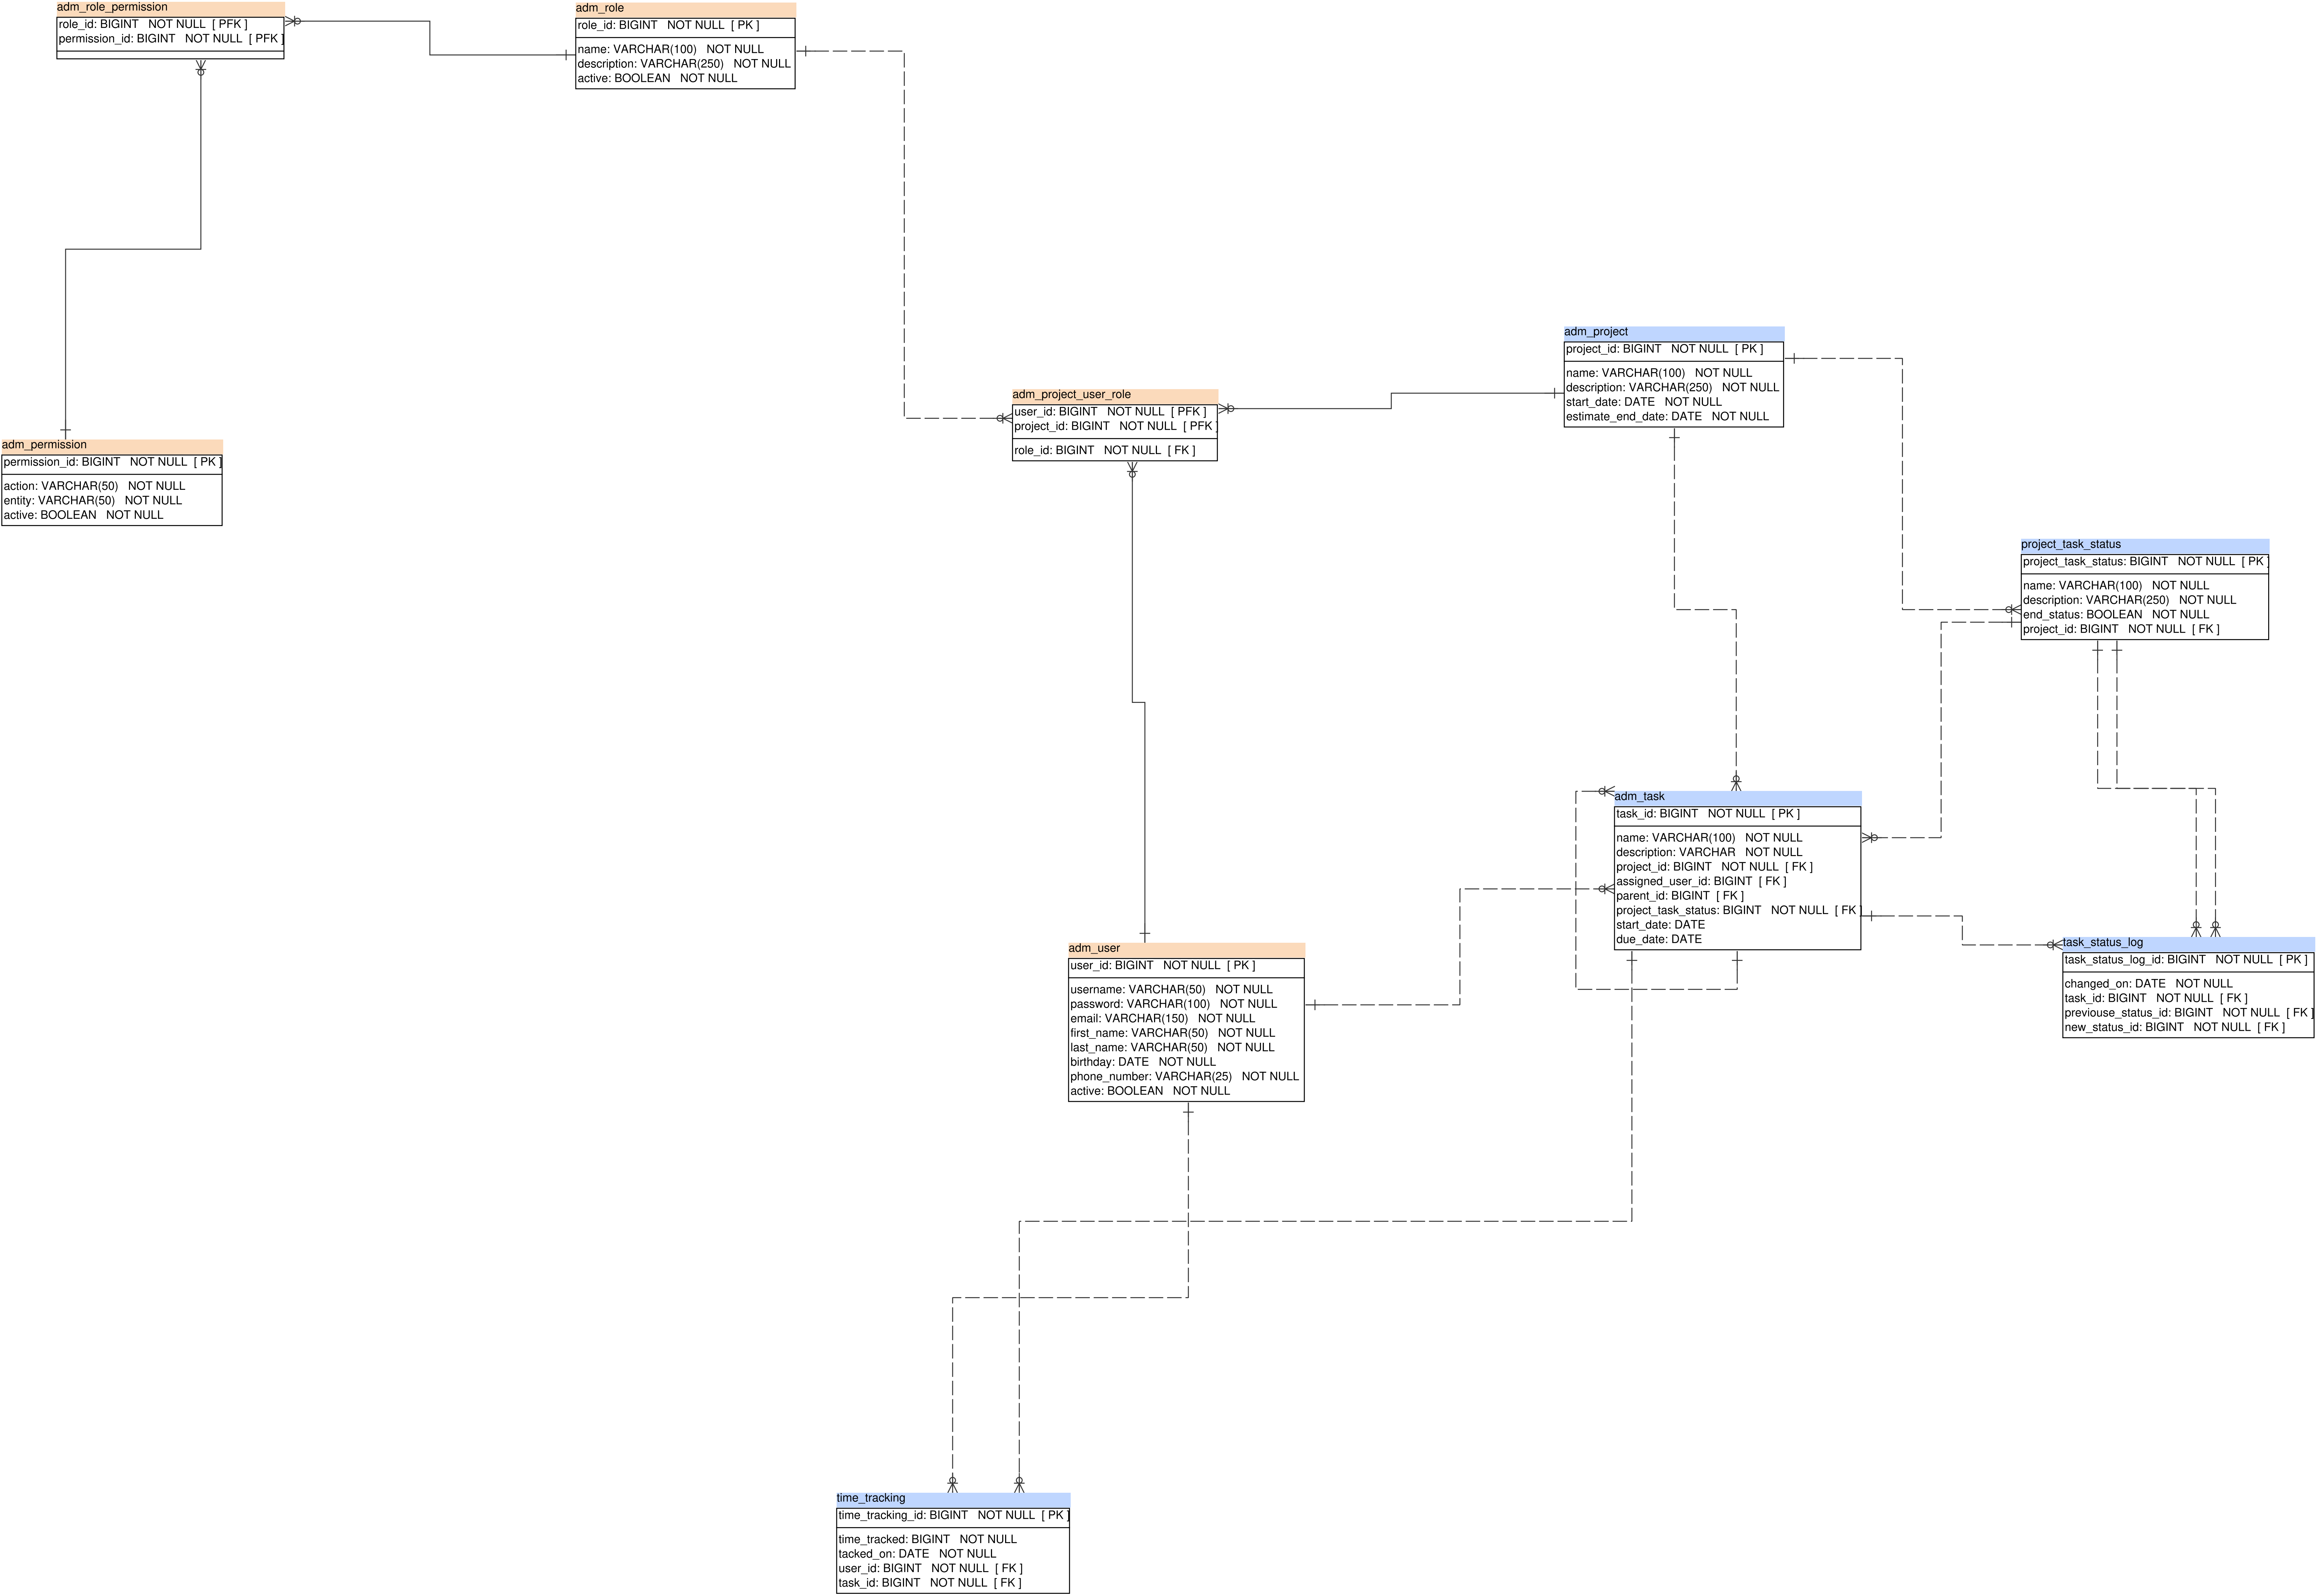 adm_role_permission
role_id: BIGINT NOT NULL [ PFK ]
permission_id: BIGINT NOT NULL [ PFK ]
adm_role
role_id: BIGINT NOT NULL [ PK ]
name: VARCHAR(100) NOT NULL
description: VARCHAR(250) NOT NULL
active: BOOLEAN NOT NULL
adm_permission
permission_id: BIGINT NOT NULL [ PK ]
action: VARCHAR(50) NOT NULL
entity: VARCHAR(50) NOT NULL
active: BOOLEAN NOT NULL
adm_project_user_role
user_id: BIGINT NOT NULL [ PFK ]
project_id: BIGINT NOT NULL [ PFK ]
role_id: BIGINT NOT NULL [ FK ]
adm_project
project_id: BIGINT NOT NULL [ PK ]
name: VARCHAR(100) NOT NULL
description: VARCHAR(250) NOT NULL
start_date: DATE NOT NULL
estimate_end_date: DATE NOT NULL
project_task_status
project_task_status: BIGINT NOT NULL [ PK ]
name: VARCHAR(100) NOT NULL
description: VARCHAR(250) NOT NULL
end_status: BOOLEAN NOT NULL
project_id: BIGINT NOT NULL [ FK ]
adm_task
task_id: BIGINT NOT NULL [ PK ]
name: VARCHAR(100) NOT NULL
description: VARCHAR NOT NULL
project_id: BIGINT NOT NULL [ FK ]
assigned_user_id: BIGINT [ FK ]
parent_id: BIGINT [ FK ]
project_task_status: BIGINT NOT NULL [ FK ]
start_date: DATE
due_date: DATE
adm_user
user_id: BIGINT NOT NULL [ PK ]
username: VARCHAR(50) NOT NULL
password: VARCHAR(100) NOT NULL
email: VARCHAR(150) NOT NULL
first_name: VARCHAR(50) NOT NULL
last_name: VARCHAR(50) NOT NULL
birthday: DATE NOT NULL
phone_number: VARCHAR(25) NOT NULL
active: BOOLEAN NOT NULL
task_status_log
task_status_log_id: BIGINT NOT NULL [ PK ]
changed_on: DATE NOT NULL
task_id: BIGINT NOT NULL [ FK ]
previouse_status_id: BIGINT NOT NULL [ FK ]
new_status_id: BIGINT NOT NULL [ FK ]
time_tracking
time_tracking_id: BIGINT NOT NULL [ PK ]
time_tracked: BIGINT NOT NULL
tacked_on: DATE NOT NULL
user_id: BIGINT NOT NULL [ FK ]
task_id: BIGINT NOT NULL [ FK ]